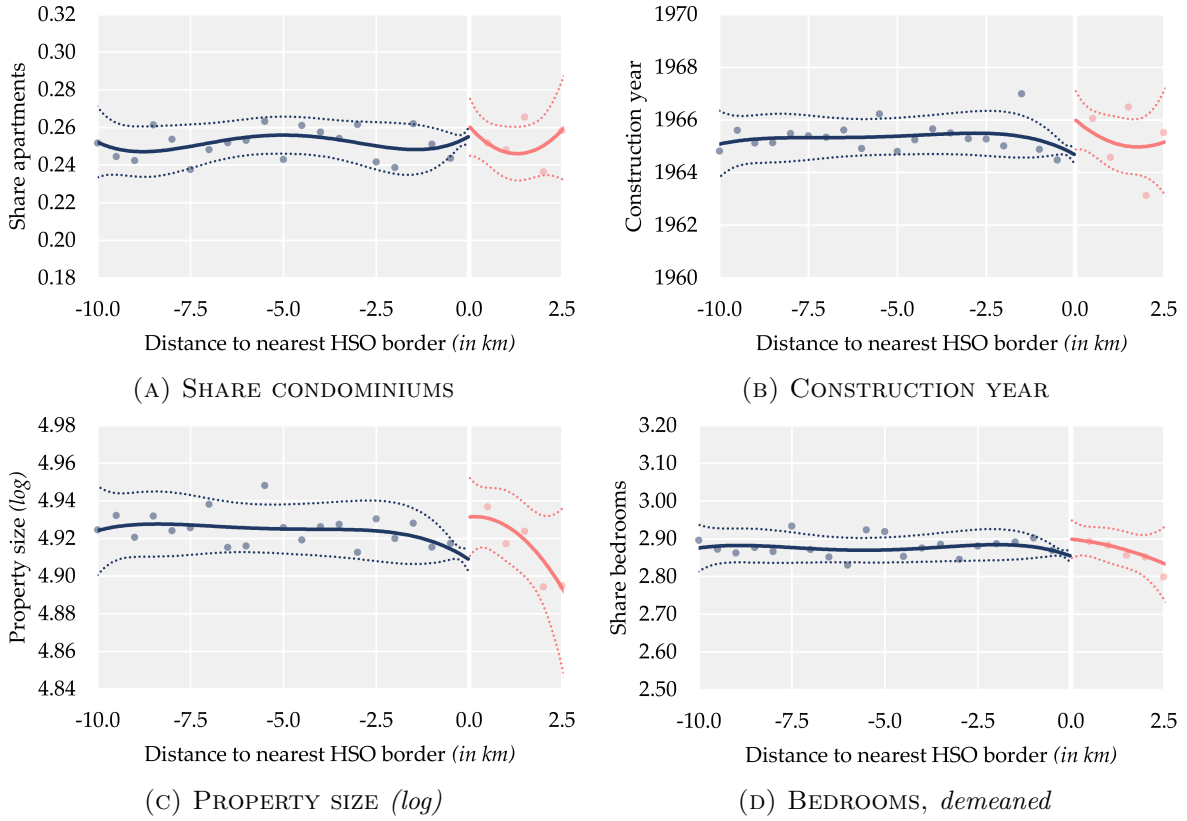 0.32
0.30
0.28
0.26
0.24
0.22
0.20
0.18
Share apartments
-10.0 -7.5 -5.0 -2.5 0.0 2.5
Distance to nearest HSO border (in km)
(A) SHARE CONDOMINIUMS
1970
1968
1966
1964
1962
1960
Construction year
-10.0 -7.5 -5.0 -2.5 0.0 2.5
Distance to nearest HSO border (in km)
(B) CONSTRUCTION YEAR
4.98
4.96
4.94
4.92
4.90
4.88
4.86
4.84
Property size (log)
-10.0 -7.5 -5.0 -2.5 0.0 2.5
Distance to nearest HSO border (in km)
(C) PROPERTY SIZE (log)
3.20
3.10
3.00
2.90
2.80
2.70
2.60
2.50
Share bedrooms
-10.0 -7.5 -5.0 -2.5 0.0 2.5
Distance to nearest HSO border (in km)
(D) BEDROOMS, demeaned